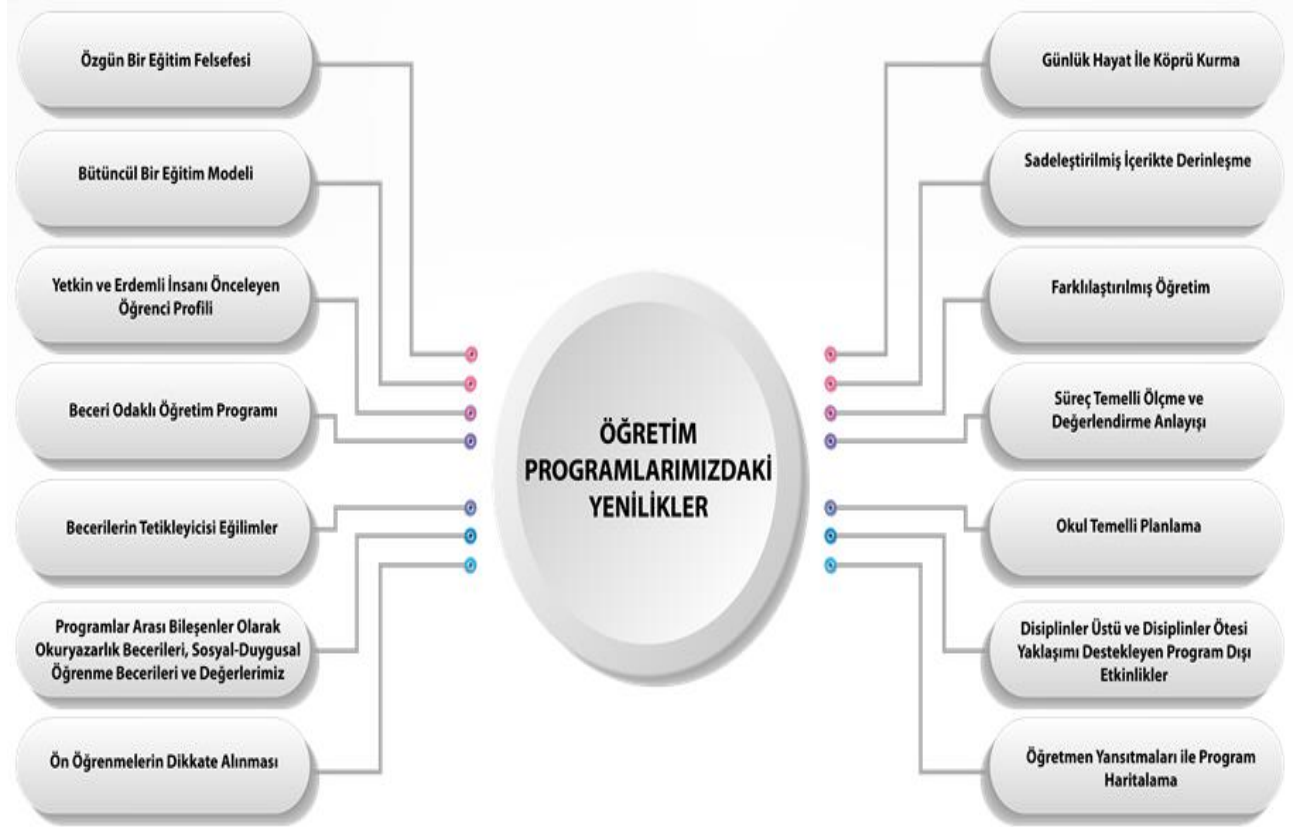 Özgün Bir Eğitim Felsefesi
Bütüncül Bir Eğitim Modeli
Yetkin ve Erdemli İnsanı Önceleyen
Öğrenci Profili
Beceri Odaklı Öğretim Programı
Becerilerin Tetikleyicisi Eğilimler
Programlar Arası Bileşenler Olarak
Okuryazarlık Becerileri, Sosyal-Duygusal
Öğrenme Becerileri ve Değerlerimiz
Ön Öğrenmelerin Dikkate Alınması
ÖĞRETİM
PROGRAMLARIMIZDAKİ
YENİLİKLER
Günlük Hayat İle Köprü Kurma
Sadeleştirilmiş İçerikte Derinleşme
Farklılaştırılmış Öğretim
Süreç Temelli Ölçme ve
Değerlendirme Anlayışı
Okul Temelli Planlama
Disiplinler Üstü ve Disiplinler Ötesi
Yaklaşımı Destekleyen Program Dışı
Etkinlikler
Öğretmen Yansıtmaları ile Program
Haritalama